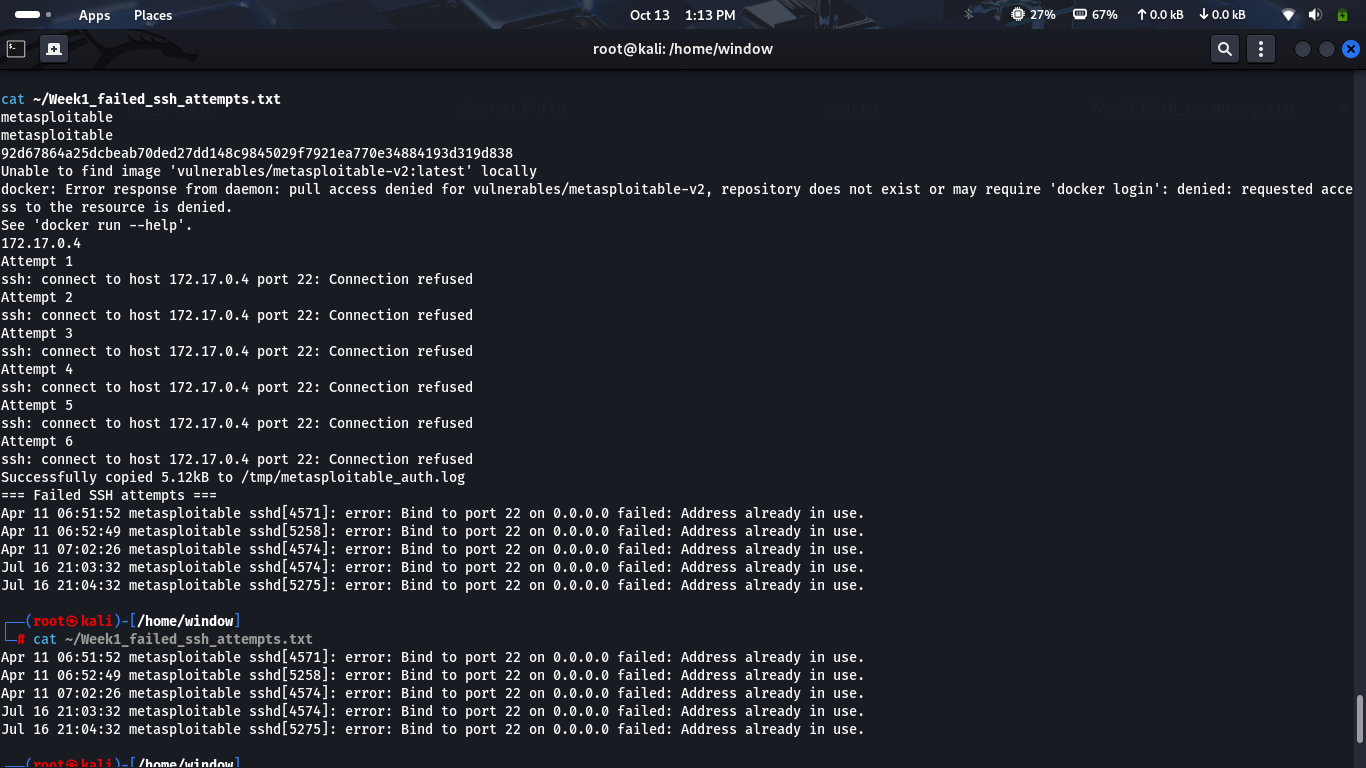 Apps Places Oct 13 1:13 PM 27% 67% 0.0 kB 0.0 kB
root@kali: /home/window
cat ~/Week1_failed_ssh_attempts.txt
metasploitable
metasploitable
92d67864a25dcbeab70ded27dd148c9845029f7921ea770e34884193d319d838
Unable to find image 'vulnerables/metasploitable-v2:latest' locally
docker: Error response from daemon: pull access denied for vulnerables/metasploitable-v2, repository does not exist or may require 'docker login': denied: requested acce
ss to the resource is denied.
See 'docker run --help'.
172.17.0.4
Attempt 1
ssh: connect to host 172.17.0.4 port 22: Connection refused
Attempt 2
ssh: connect to host 172.17.0.4 port 22: Connection refused
Attempt 3
ssh: connect to host 172.17.0.4 port 22: Connection refused
Attempt 4
ssh: connect to host 172.17.0.4 port 22: Connection refused
Attempt 5
ssh: connect to host 172.17.0.4 port 22: Connection refused
Attempt 6
ssh: connect to host 172.17.0.4 port 22: Connection refused
Successfully copied 5.12kB to /tmp/metasploitable_auth.log
=== Failed SSH attempts ===
Apr 11 06:51:52 metasploitable sshd[4571]: error: Bind to port 22 on 0.0.0.0 failed: Address already in use.
Apr 11 06:52:49 metasploitable sshd[5258]: error: Bind to port 22 on 0.0.0.0 failed: Address already in use.
Apr 11 07:02:26 metasploitable sshd[4574]: error: Bind to port 22 on 0.0.0.0 failed: Address already in use.
Jul 16 21:03:32 metasploitable sshd[4574]: error: Bind to port 22 on 0.0.0.0 failed: Address already in use.
Jul 16 21:04:32 metasploitable sshd[5275]: error: Bind to port 22 on 0.0.0.0 failed: Address already in use.
┌──(root㉿kali)-[/home/window]
└─# cat ~/Week1_failed_ssh_attempts.txt
Apr 11 06:51:52 metasploitable sshd[4571]: error: Bind to port 22 on 0.0.0.0 failed: Address already in use.
Apr 11 06:52:49 metasploitable sshd[5258]: error: Bind to port 22 on 0.0.0.0 failed: Address already in use.
Apr 11 07:02:26 metasploitable sshd[4574]: error: Bind to port 22 on 0.0.0.0 failed: Address already in use.
Jul 16 21:03:32 metasploitable sshd[4574]: error: Bind to port 22 on 0.0.0.0 failed: Address already in use.
Jul 16 21:04:32 metasploitable sshd[5275]: error: Bind to port 22 on 0.0.0.0 failed: Address already in use.
┌──(root㉿kali)-[/home/window]